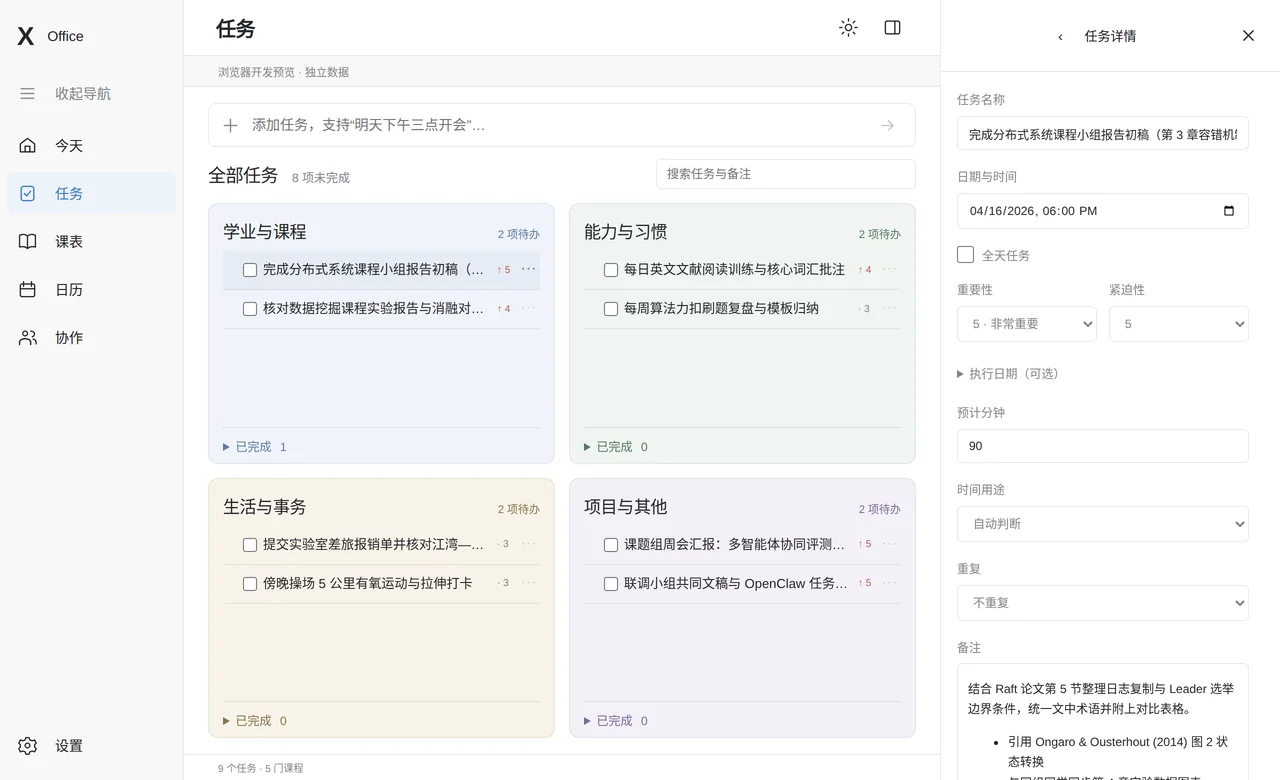 X Office
收起导航
今天
任务
课表
日历
协作
设置
任务
浏览器开发预览 · 独立数据
添加任务，支持“明天下午三点开会”…
全部任务 8 项未完成
搜索任务与备注
学业与课程 2 项待办
完成分布式系统课程小组报告初稿（… ↑ 5 ···
核对数据挖掘课程实验报告与消融对… ↑ 4 ···
已完成 1
能力与习惯 2 项待办
每日英文文献阅读训练与核心词汇批注 ↑ 4 ···
每周算法力扣刷题复盘与模板归纳 · 3 ···
已完成 0
生活与事务 2 项待办
提交实验室差旅报销单并核对江湾—… · 3 ···
傍晚操场 5 公里有氧运动与拉伸打卡 · 3 ···
已完成 0
项目与其他 2 项待办
课题组周会汇报：多智能体协同评测… ↑ 5 ···
联调小组共同文稿与 OpenClaw 任务… ↑ 5 ···
已完成 0
9 个任务 · 5 门课程
‹ 任务详情
任务名称
完成分布式系统课程小组报告初稿（第 3 章容错机
日期与时间
04/16/2026, 06:00 PM
全天任务
重要性
5 · 非常重要
紧迫性
5
执行日期（可选）
预计分钟
90
时间用途
自动判断
重复
不重复
备注
结合 Raft 论文第 5 节整理日志复制与 Leader 选举
边界条件，统一文中术语并附上对比表格。
• 引用 Ongaro & Ousterhout (2014) 图 2 状
态转换